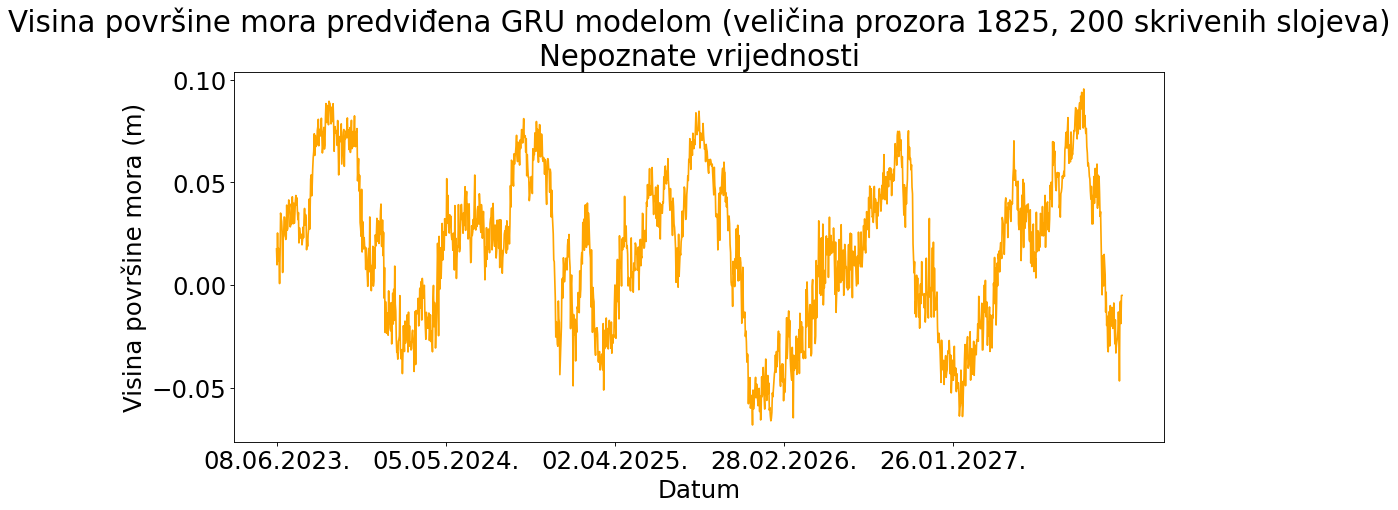 Visina površine mora predviđena GRU modelom (veličina prozora 1825, 200 skrivenih slojeva)
Nepoznate vrijednosti
Visina površine mora (m)
0.10
0.05
0.00
−0.05
08.06.2023. 05.05.2024. 02.04.2025. 28.02.2026. 26.01.2027.
Datum